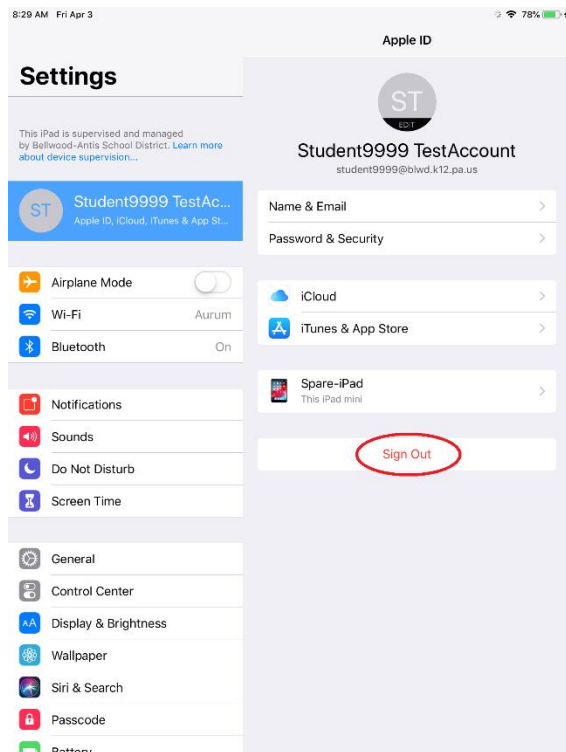 8:29 AM Fri Apr 3
78%
Apple ID
Settings
ST
EDIT
This iPad is supervised and managed
by Bellwood-Antis School District. Learn more
about device supervision...
Student9999 TestAccount
student9999@blwd.k12.pa.us
ST
Student9999 TestAc...
Apple ID, iCloud, iTunes & App St...
Name & Email
Password & Security
Airplane Mode
Wi-Fi Aurum
Bluetooth On
iCloud
iTunes & App Store
Spare-iPad
This iPad mini
Notifications
Sounds
Do Not Disturb
Screen Time
Sign Out
General
Control Center
AA Display & Brightness
Wallpaper
Siri & Search
Passcode
Battery